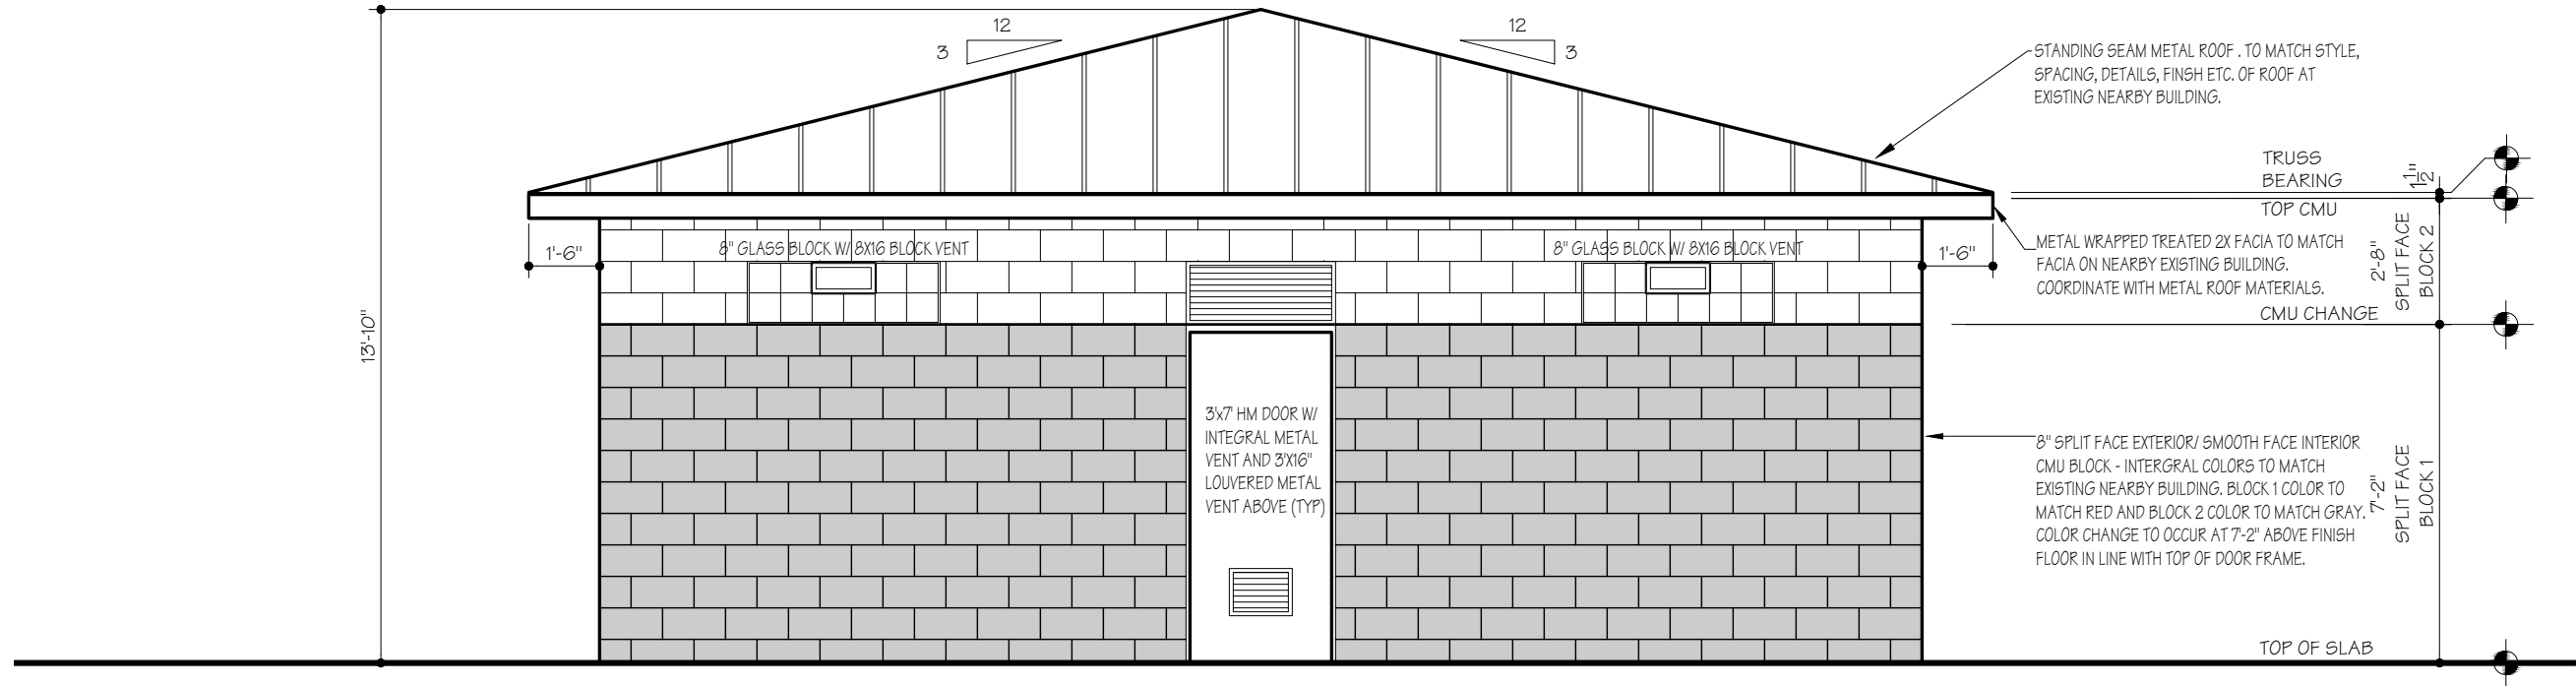 12
3
12
3
STANDING SEAM METAL ROOF . TO MATCH STYLE,
SPACING, DETAILS, FINSH ETC. OF ROOF AT
EXISTING NEARBY BUILDING.
TRUSS
BEARING
1 1/2"
TOP CMU
METAL WRAPPED TREATED 2X FACIA TO MATCH
FACIA ON NEARBY EXISTING BUILDING.
COORDINATE WITH METAL ROOF MATERIALS.
2'-8"
SPLIT FACE
BLOCK 2
CMU CHANGE
1'-6"
8" GLASS BLOCK W/ 8X16 BLOCK VENT
8" GLASS BLOCK W/ 8X16 BLOCK VENT
1'-6"
13'-10"
3'x7' HM DOOR W/
INTEGRAL METAL
VENT AND 3'X16"
LOUVERED METAL
VENT ABOVE (TYP)
8" SPLIT FACE EXTERIOR/ SMOOTH FACE INTERIOR
CMU BLOCK - INTERGRAL COLORS TO MATCH
EXISTING NEARBY BUILDING. BLOCK 1 COLOR TO
MATCH RED AND BLOCK 2 COLOR TO MATCH GRAY.
COLOR CHANGE TO OCCUR AT 7'-2" ABOVE FINISH
FLOOR IN LINE WITH TOP OF DOOR FRAME.
7'-2"
SPLIT FACE
BLOCK 1
TOP OF SLAB